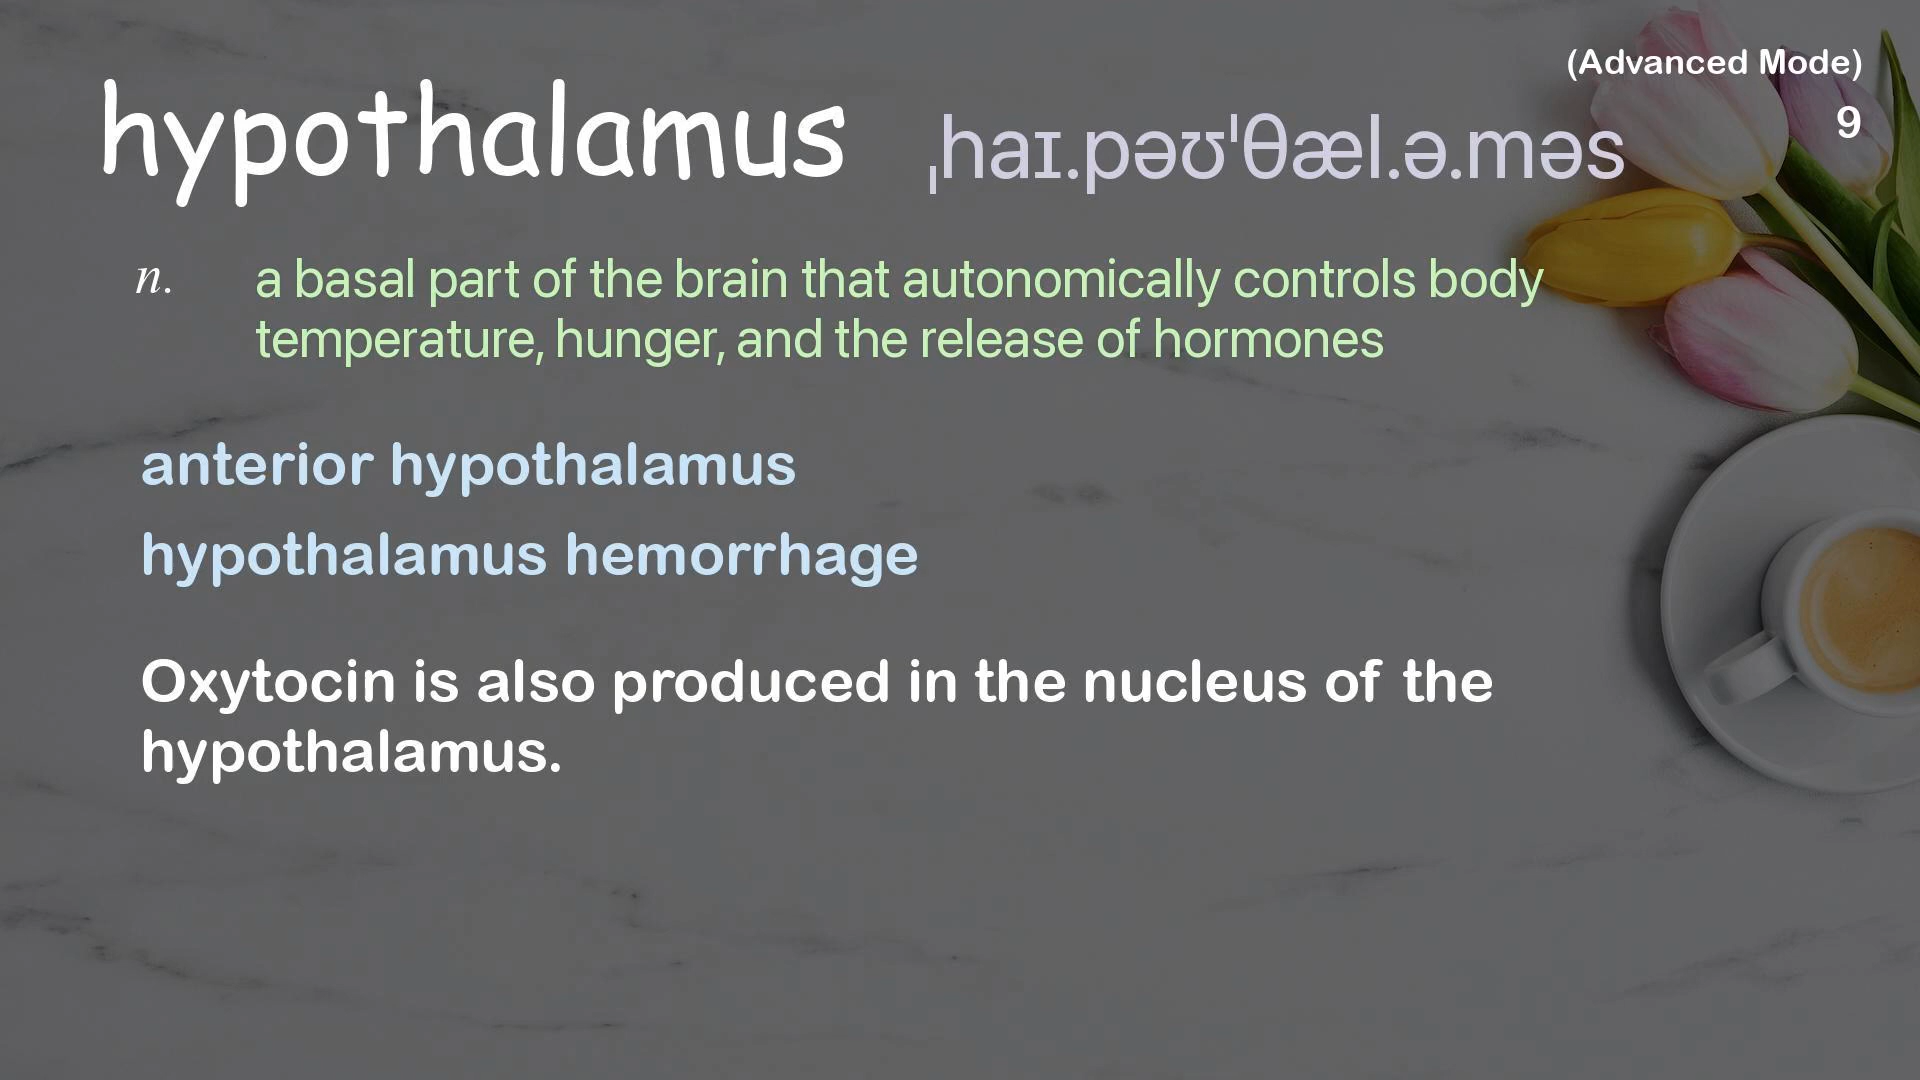 (Advanced Mode)
hypothalamus ˌhaɪ.pəʊˈθæl.ə.məs
9
n. a basal part of the brain that autonomically controls body
temperature, hunger, and the release of hormones
anterior hypothalamus
hypothalamus hemorrhage
Oxytocin is also produced in the nucleus of the
hypothalamus.